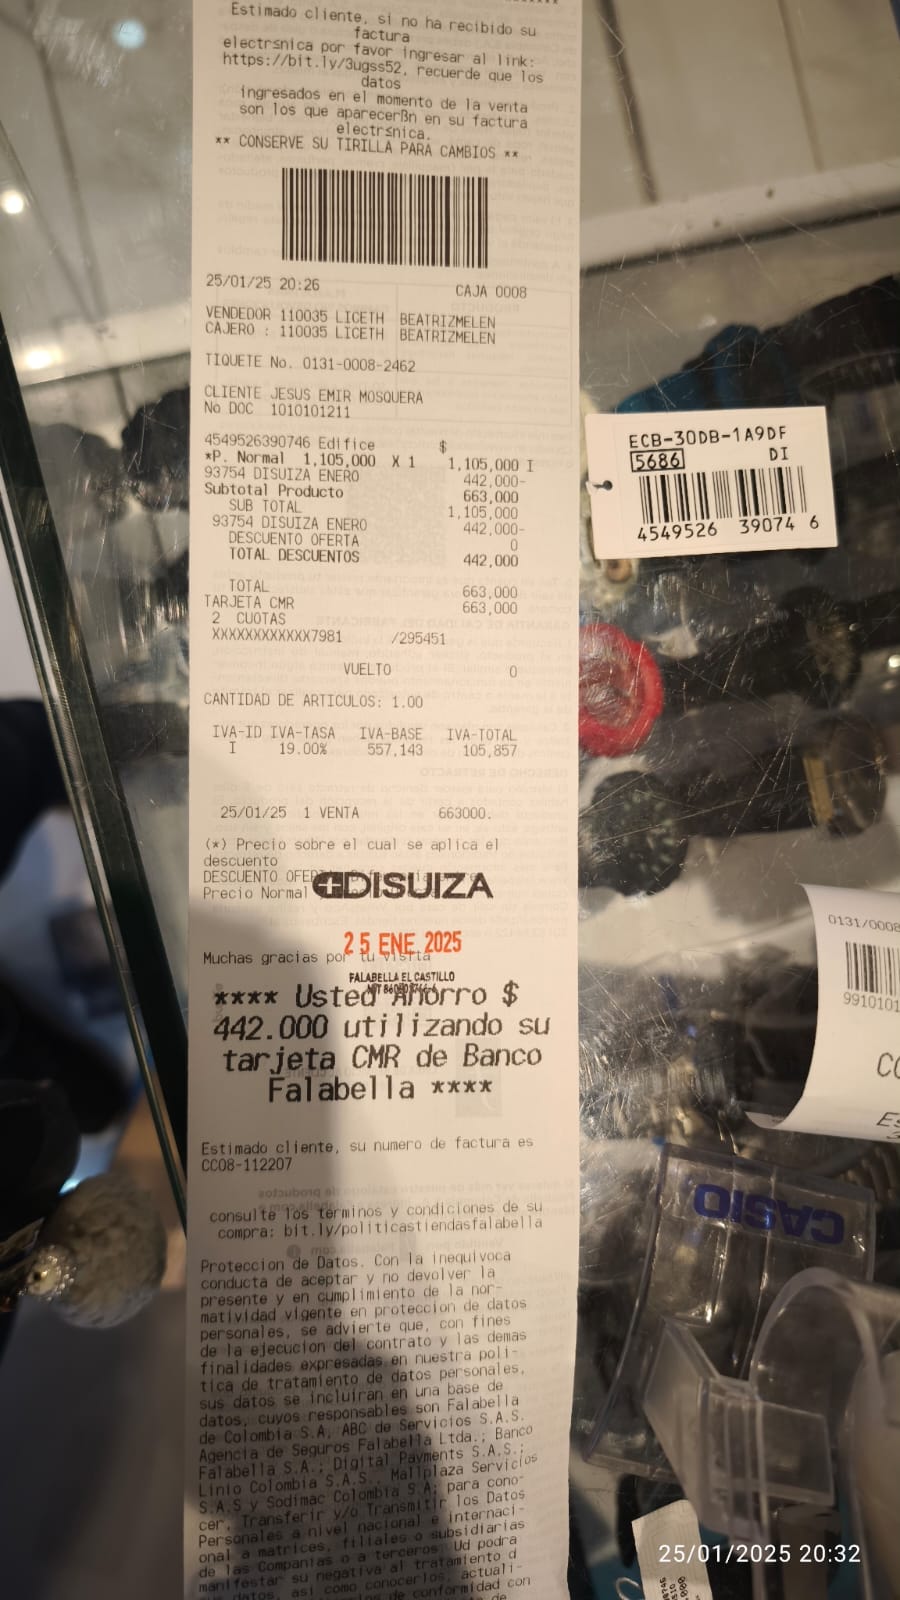 Estimado cliente, si no ha recibido su
factura
electrsnica por favor ingresar al link:
https://bit.ly/3ugss52, recuerde que los
datos
ingresados en el momento de la venta
son los que aparecerßn en su factura
electrsnica.
** CONSERVE SU TIRILLA PARA CAMBIOS **
25/01/25 20:26 CAJA 0008
VENDEDOR 110035 LICETH BEATRIZMELEN
CAJERO : 110035 LICETH BEATRIZMELEN
TIQUETE No. 0131-0008-2462
CLIENTE JESUS EMIR MOSQUERA
No DOC 1010101211
4549526390746 Edifice $
*P. Normal 1,105,000 X 1 1,105,000 I
93754 DISUIZA ENERO 442,000-
Subtotal Producto 663,000
SUB TOTAL 1,105,000
93754 DISUIZA ENERO 442,000-
DESCUENTO OFERTA 0
TOTAL DESCUENTOS 442,000
TOTAL 663,000
TARJETA CMR 663,000
2 CUOTAS
XXXXXXXXXXXX7981 /295451
VUELTO 0
CANTIDAD DE ARTICULOS: 1.00
IVA-ID IVA-TASA IVA-BASE IVA-TOTAL
I 19.00% 557,143 105,857
25/01/25 1 VENTA 663000.
(*) Precio sobre el cual se aplica el
descuento
DESCUENTO
Precio Normal
DISUIZA
25 ENE 2025
Muchas gracias por tu visita
FALABELLA EL CASTILLO
**** Usted Ahorro $
442.000 utilizando su
tarjeta CMR de Banco
Falabella ****
Estimado cliente, su numero de factura es
CC08-112207
consulte los terminos y condiciones de su
compra: bit.ly/politicastiendasfalabella
Proteccion de Datos. Con la inequivoca
conducta de aceptar y no devolver la
presente y en cumplimiento de la nor-
matividad vigente en proteccion de datos
personales, se advierte que, con fines
de la ejecucion del contrato y las demas
finalidades expresadas en nuestra poli-
tica de tratamiento de datos personales,
sus datos se incluiran en una base de
datos, cuyos responsables son Falabella
de Colombia S.A, ABC de Servicios S.A.S.
Agencia de Seguros Falabella Ltda.; Banco
Falabella S.A.; Digital Payments S.A.S.;
Linio Colombia S.A.S., Mallplaza Servicios
S.A.S y Sodimac Colombia S.A; para cono-
cer, Transferir y/o Transmitir los Datos
Personales a nivel nacional e internaci-
onal a matrices, filiales o subsidiarias
de las Companias o a terceros. Ud podra
manifestar su negativa al tratamiento d
datos, asi como conocerlos, actuali-
de conformidad con
ECB-30DB-1A9DF
5686 DI
4549526 39074 6
0131/0008
9910101
CASIO
25/01/2025 20:32